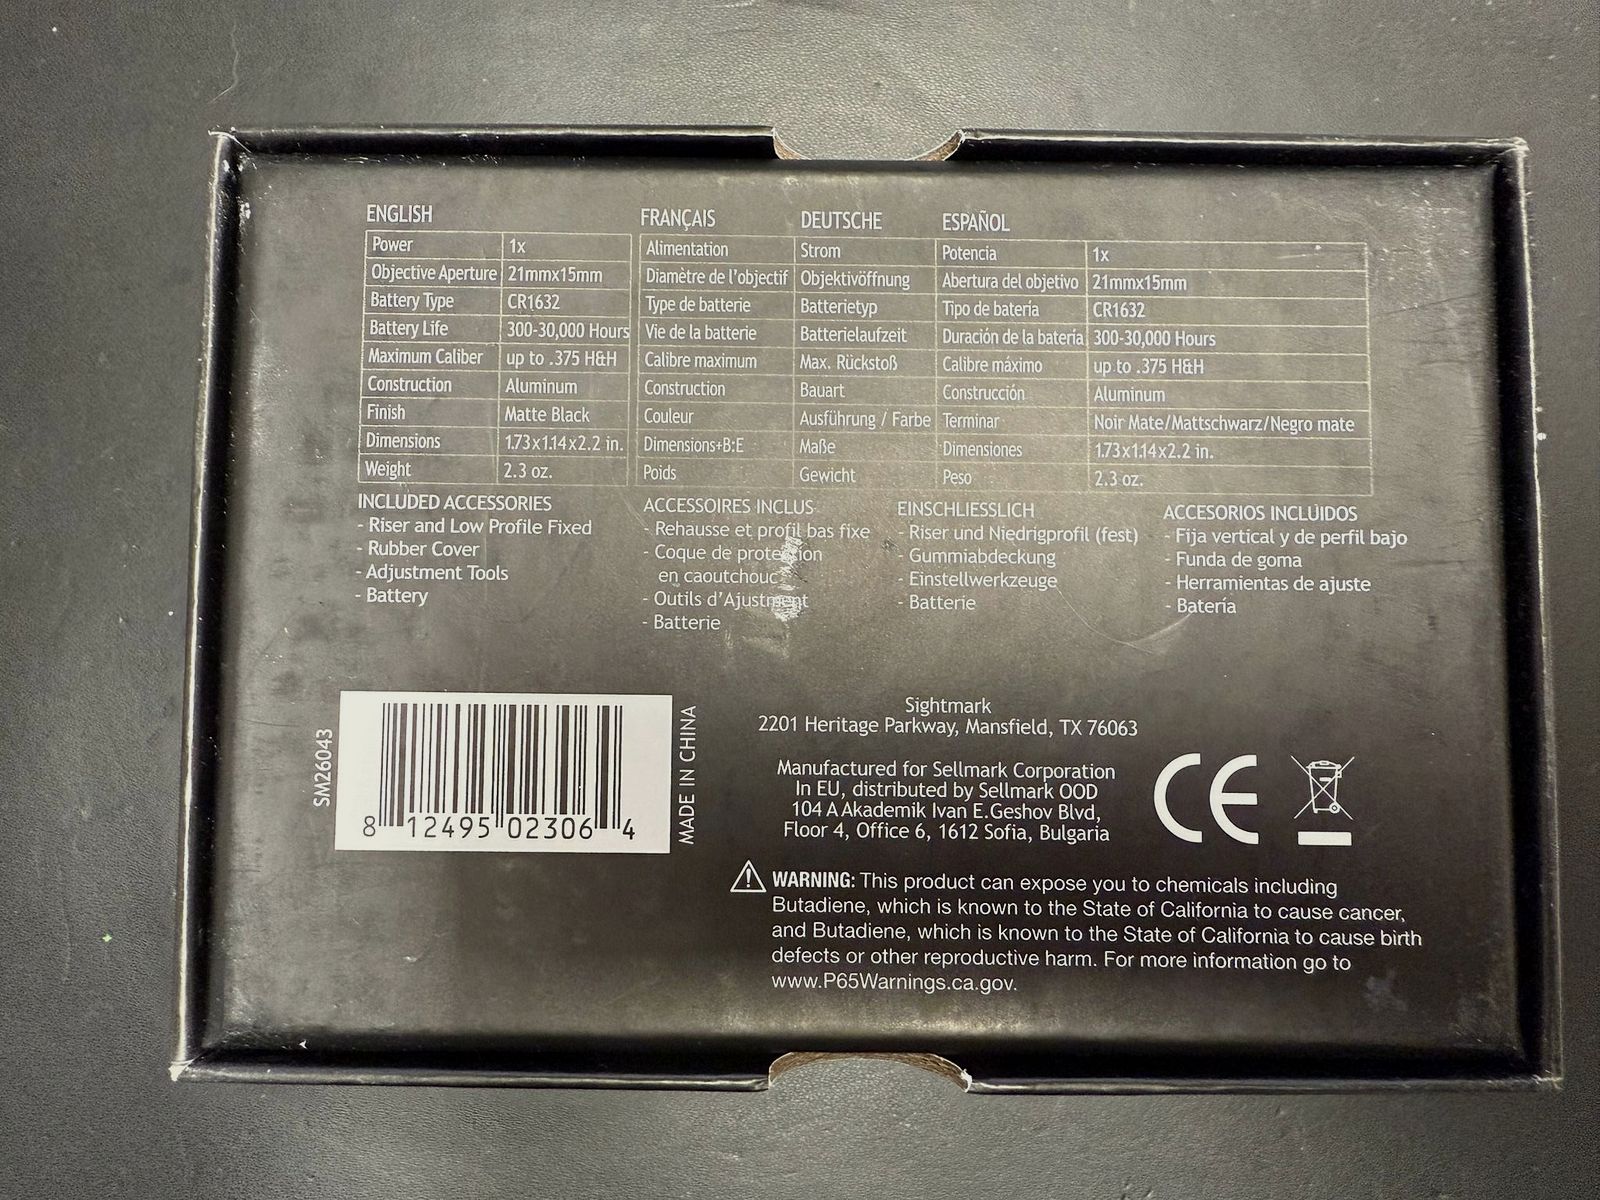 ENGLISH
Power 1x
Objective Aperture 21mmx15mm
Battery Type CR1632
Battery Life 300-30,000 Hours
Maximum Caliber up to .375 H&H
Construction Aluminum
Finish Matte Black
Dimensions 1.73x1.14x2.2 in.
Weight 2.3 oz.
FRANÇAIS DEUTSCHE
Alimentation Strom
Diamètre de l'objectif Objektivöffnung
Type de batterie Batterietyp
Vie de la batterie Batterielaufzeit
Calibre maximum Max. Rückstoß
Construction Bauart
Couleur Ausführung / Farbe
Dimensions+B:E Maße
Poids Gewicht
ESPAÑOL
Potencia 1x
Abertura del objetivo 21mmx15mm
Tipo de batería CR1632
Duración de la batería 300-30,000 Hours
Calibre máximo up to .375 H&H
Construcción Aluminum
Terminar Noir Mate/Mattschwarz/Negro mate
Dimensiones 1.73x1.14x2.2 in.
Peso 2.3 oz.
INCLUDED ACCESSORIES
- Riser and Low Profile Fixed
- Rubber Cover
- Adjustment Tools
- Battery
ACCESSOIRES INCLUS
- Rehausse et profil bas fixe
- Coque de protection
en caoutchouc
- Outils d'Ajustment
- Batterie
EINSCHLIESSLICH
- Riser und Niedrigprofil (fest)
- Gummiabdeckung
- Einstellwerkzeuge
- Batterie
ACCESORIOS INCLUIDOS
- Fija vertical y de perfil bajo
- Funda de goma
- Herramientas de ajuste
- Batería
SM26043
8 12495 02306 4
MADE IN CHINA
Sightmark
2201 Heritage Parkway, Mansfield, TX 76063
Manufactured for Sellmark Corporation
In EU, distributed by Sellmark OOD
104 A Akademik Ivan E.Geshov Blvd,
Floor 4, Office 6, 1612 Sofia, Bulgaria
CE
WARNING: This product can expose you to chemicals including
Butadiene, which is known to the State of California to cause cancer,
and Butadiene, which is known to the State of California to cause birth
defects or other reproductive harm. For more information go to
www.P65Warnings.ca.gov.